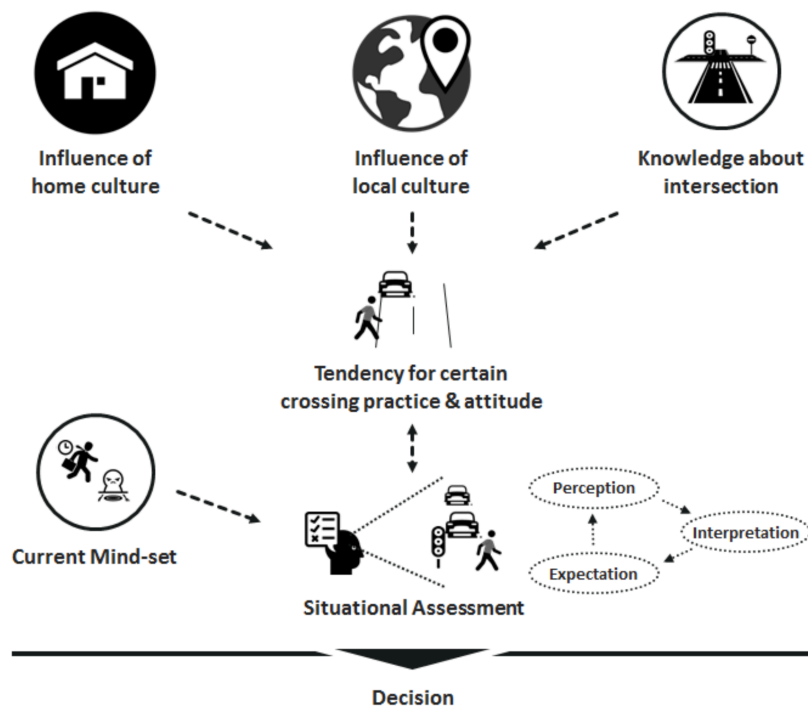 Influence of
home culture
Influence of
local culture
Knowledge about
intersection
Tendency for certain
crossing practice & attitude
Current Mind-set
Perception
Interpretation
Expectation
Situational Assessment
Decision